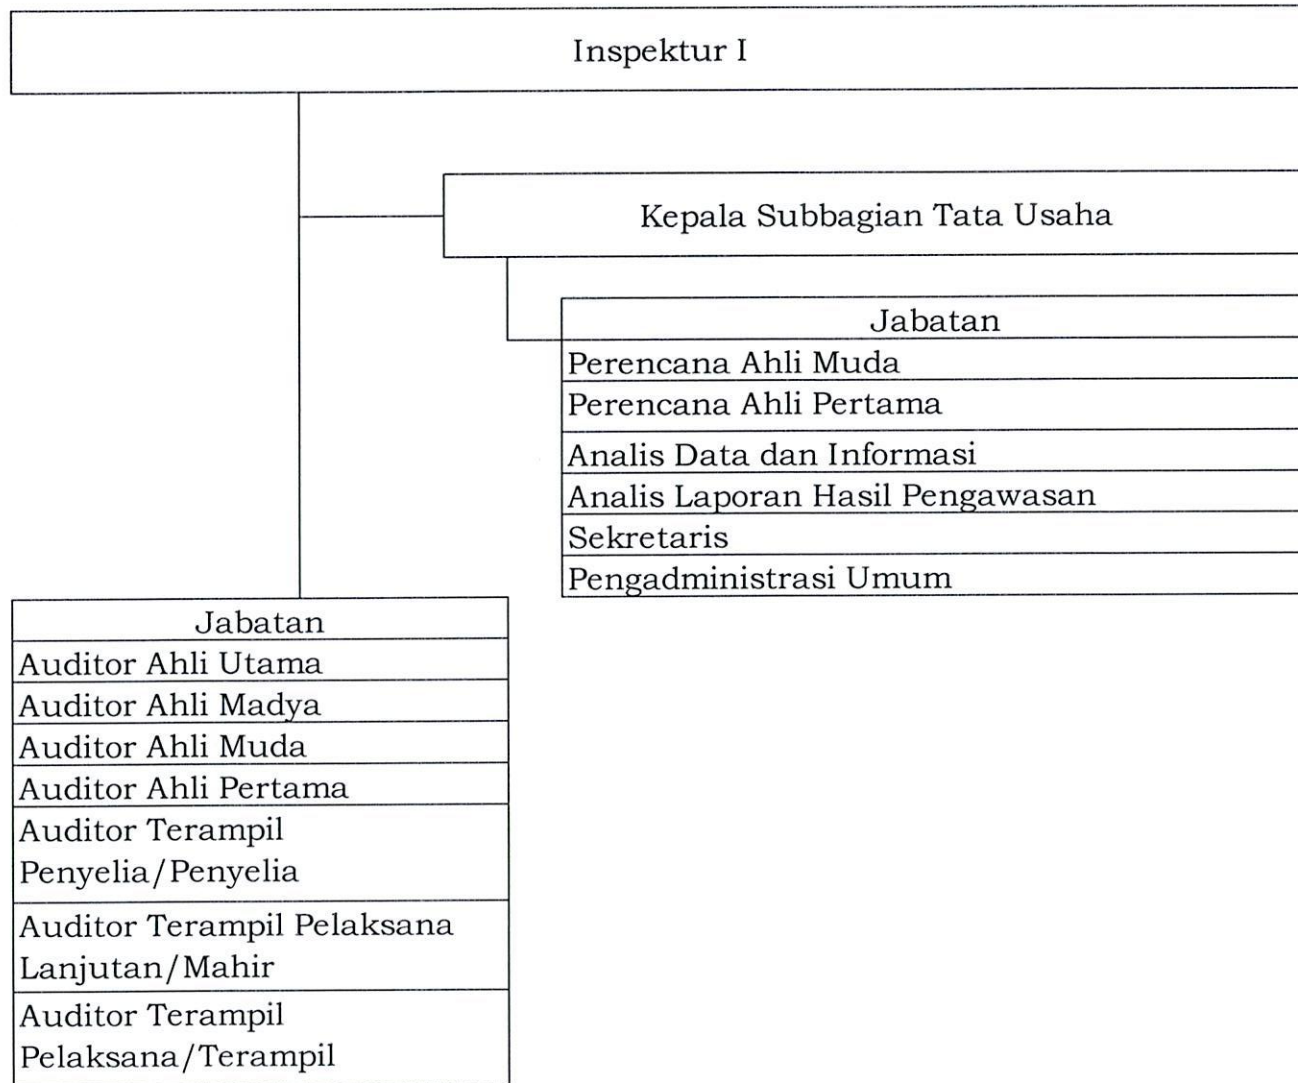 Inspektur I
Kepala Subbagian Tata Usaha
Jabatan
Perencana Ahli Muda
Perencana Ahli Pertama
Analis Data dan Informasi
Analis Laporan Hasil Pengawasan
Sekretaris
Pengadministrasi Umum
Jabatan
Auditor Ahli Utama
Auditor Ahli Madya
Auditor Ahli Muda
Auditor Ahli Pertama
Auditor Terampil
Penyelia/Penyelia
Auditor Terampil Pelaksana
Lanjutan/Mahir
Auditor Terampil
Pelaksana/Terampil